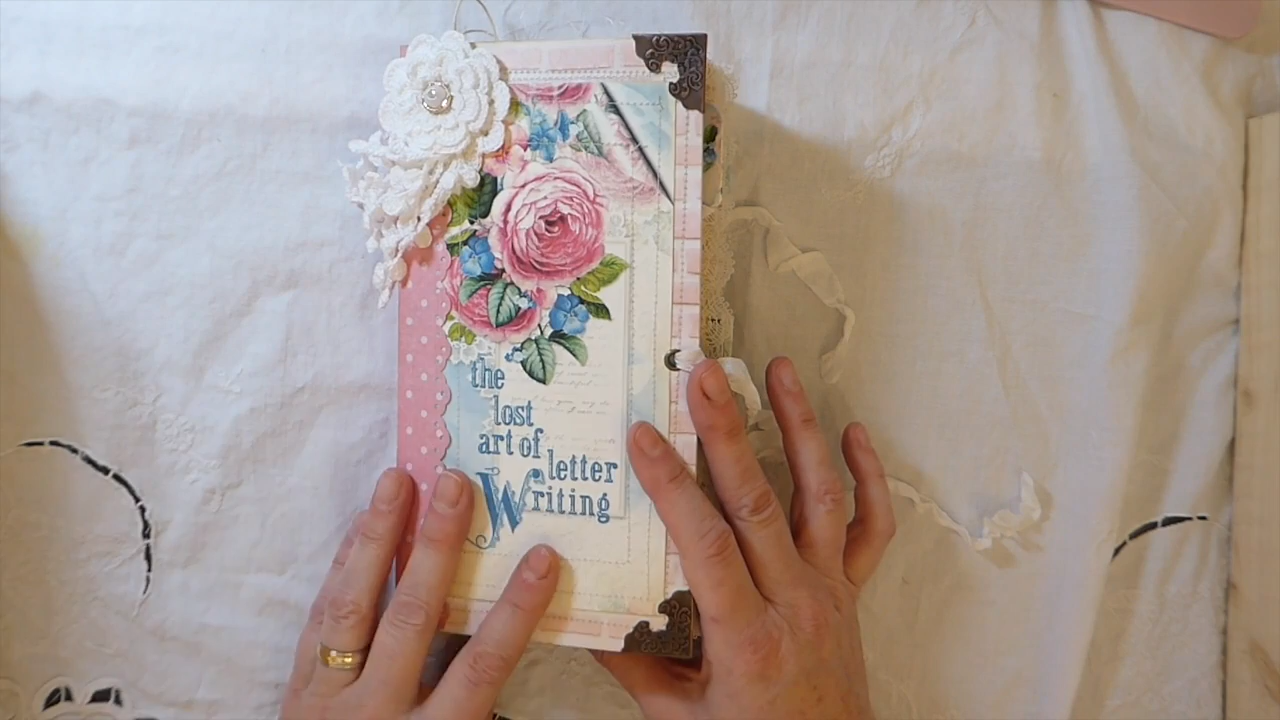 the
lost
art of
letter
Writing